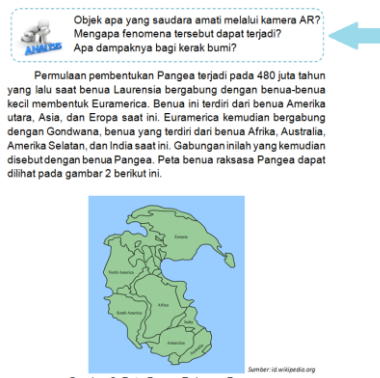 Objek apa yang saudara amati melalui kamera AR?
Mengapa fenomena tersebut dapat terjadi?
Apa dampaknya bagi kerak bumi?
ANALISIS
Permulaan pembentukan Pangea terjadi pada 480 juta tahun
yang lalu saat benua Laurensia bergabung dengan benua-benua
kecil membentuk Euramerica. Benua ini terdiri dari benua Amerika
utara, Asia, dan Eropa saat ini. Euramerica kemudian bergabung
dengan Gondwana, benua yang terdiri dari benua Afrika, Australia,
Amerika Selatan, dan India saat ini. Gabungan inilah yang kemudian
disebut dengan benua Pangea. Peta benua raksasa Pangea dapat
dilihat pada gambar 2 berikut ini.
Eurasia
North America
Africa
South America
India
Antarctica
Australia
Sumber: id.wikipedia.org